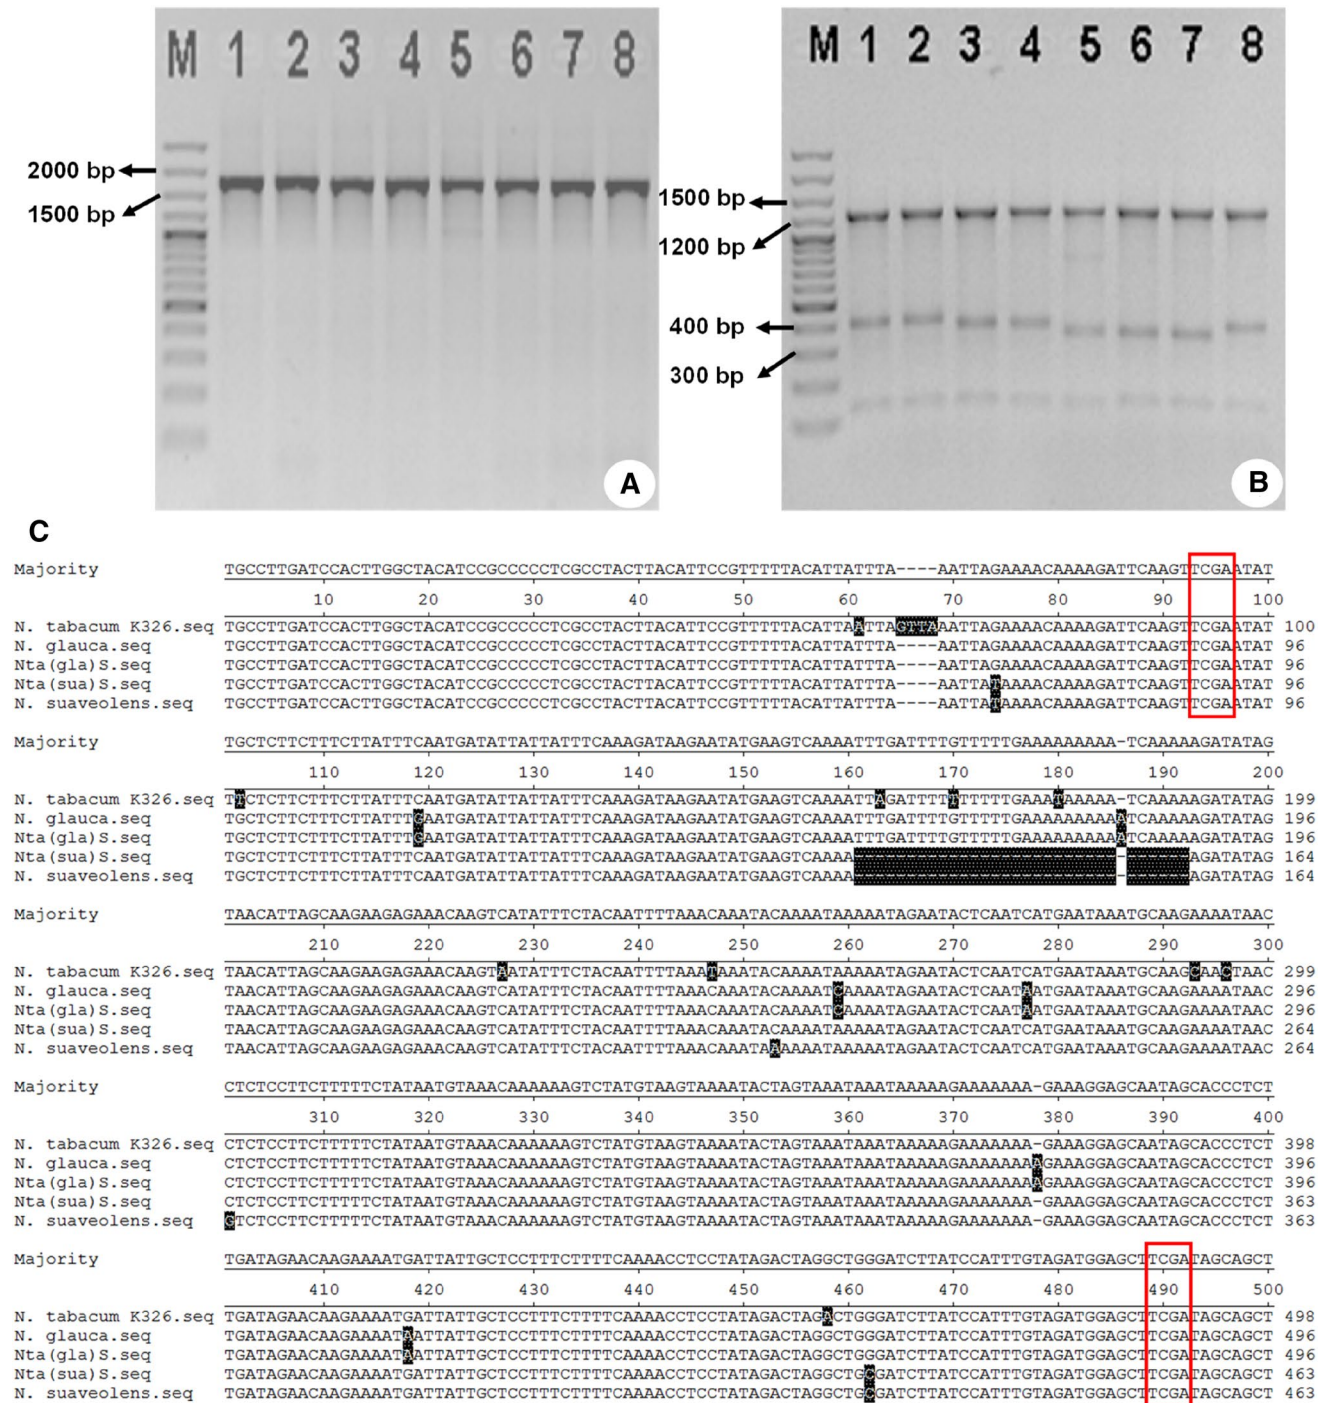 M 1 2 3 4 5 6 7 8
2000 bp
1500 bp
A
M 1 2 3 4 5 6 7 8
1500 bp
1200 bp
400 bp
300 bp
B
C
Majority TGCCTTGATCCACTTGGCTACATCCGCCCCCTCGCCTACTTACATTCCGTTTTTACATTATTTA----AATTAGAAAACAAAAGATTCAAGTTCGAATAT
10 20 30 40 50 60 70 80 90 100
N. tabacum K326.seq TGCCTTGATCCACTTGGCTACATCCGCCCCCTCGCCTACTTACATTCCGTTTTTACATTAATTAGTTAAATTAGAAAACAAAAGATTCAAGTTCGAATAT 100
N. glauca.seq TGCCTTGATCCACTTGGCTACATCCGCCCCCTCGCCTACTTACATTCCGTTTTTACATTATTTA----AATTAGAAAACAAAAGATTCAAGTTCGAATAT 96
Nta(gla)S.seq TGCCTTGATCCACTTGGCTACATCCGCCCCCTCGCCTACTTACATTCCGTTTTTACATTATTTA----AATTAGAAAACAAAAGATTCAAGTTCGAATAT 96
Nta(sua)S.seq TGCCTTGATCCACTTGGCTACATCCGCCCCCTCGCCTACTTACATTCCGTTTTTACATTATTTA----AATTATAAAACAAAAGATTCAAGTTCGAATAT 96
N. suaveolens.seq TGCCTTGATCCACTTGGCTACATCCGCCCCCTCGCCTACTTACATTCCGTTTTTACATTATTTA----AATTATAAAACAAAAGATTCAAGTTCGAATAT 96
Majority TGCTCTTCTTTCTTATTTCAATGATATTATTATTTCAAAGATAAGAATATGAAGTCAAAATTTGATTTTGTTTTTGAAAAAAAAA-TCAAAAAGATATAG
110 120 130 140 150 160 170 180 190 200
N. tabacum K326.seq TTCTCTTCTTTCTTATTTCAATGATATTATTATTTCAAAGATAAGAATATGAAGTCAAAATTAGATTTTTTTTTTGAAATAAAAA-TCAAAAAGATATAG 199
N. glauca.seq TGCTCTTCTTTCTTATTTGAATGATATTATTATTTCAAAGATAAGAATATGAAGTCAAAATTTGATTTTGTTTTTGAAAAAAAAAATCAAAAAGATATAG 196
Nta(gla)S.seq TGCTCTTCTTTCTTATTTGAATGATATTATTATTTCAAAGATAAGAATATGAAGTCAAAATTTGATTTTGTTTTTGAAAAAAAAAATCAAAAAGATATAG 196
Nta(sua)S.seq TGCTCTTCTTTCTTATTTCAATGATATTATTATTTCAAAGATAAGAATATGAAGTCAAAA--------------------------------AGATATAG 164
N. suaveolens.seq TGCTCTTCTTTCTTATTTCAATGATATTATTATTTCAAAGATAAGAATATGAAGTCAAAA--------------------------------AGATATAG 164
Majority TAACATTAGCAAGAAGAGAAACAAGTCATATTTCTACAATTTTAAACAAATACAAAATAAAAATAGAATACTCAATCATGAATAAATGCAAGAAAATAAC
210 220 230 240 250 260 270 280 290 300
N. tabacum K326.seq TAACATTAGCAAGAAGAGAAACAAGTAATATTTCTACAATTTTAAATAAATACAAAATAAAAATAGAATACTCAATCATGAATAAATGCAAGCAACTAAC 299
N. glauca.seq TAACATTAGCAAGAAGAGAAACAAGTCATATTTCTACAATTTTAAACAAATACAAAATCAAAATAGAATACTCAATAATGAATAAATGCAAGAAAATAAC 296
Nta(gla)S.seq TAACATTAGCAAGAAGAGAAACAAGTCATATTTCTACAATTTTAAACAAATACAAAATCAAAATAGAATACTCAATAATGAATAAATGCAAGAAAATAAC 296
Nta(sua)S.seq TAACATTAGCAAGAAGAGAAACAAGTCATATTTCTACAATTTTAAACAAATACAAAATAAAAATAGAATACTCAATCATGAATAAATGCAAGAAAATAAC 264
N. suaveolens.seq TAACATTAGCAAGAAGAGAAACAAGTCATATTTCTACAATTTTAAACAAATAAAAAATAAAAATAGAATACTCAATCATGAATAAATGCAAGAAAATAAC 264
Majority CTCTCCTTCTTTTTCTATAATGTAAACAAAAAAGTCTATGTAAGTAAAATACTAGTAAATAAATAAAAAGAAAAAAA-GAAAGGAGCAATAGCACCCTCT
310 320 330 340 350 360 370 380 390 400
N. tabacum K326.seq CTCTCCTTCTTTTTCTATAATGTAAACAAAAAAGTCTATGTAAGTAAAATACTAGTAAATAAATAAAAAGAAAAAAA-GAAAGGAGCAATAGCACCCTCT 398
N. glauca.seq CTCTCCTTCTTTTTCTATAATGTAAACAAAAAAGTCTATGTAAGTAAAATACTAGTAAATAAATAAAAAGAAAAAAAAGAAAGGAGCAATAGCACCCTCT 396
Nta(gla)S.seq CTCTCCTTCTTTTTCTATAATGTAAACAAAAAAGTCTATGTAAGTAAAATACTAGTAAATAAATAAAAAGAAAAAAAAGAAAGGAGCAATAGCACCCTCT 396
Nta(sua)S.seq CTCTCCTTCTTTTTCTATAATGTAAACAAAAAAGTCTATGTAAGTAAAATACTAGTAAATAAATAAAAAGAAAAAAA-GAAAGGAGCAATAGCACCCTCT 363
N. suaveolens.seq GTCTCCTTCTTTTTCTATAATGTAAACAAAAAAGTCTATGTAAGTAAAATACTAGTAAATAAATAAAAAGAAAAAAA-GAAAGGAGCAATAGCACCCTCT 363
Majority TGATAGAACAAGAAAATGATTATTGCTCCTTTCTTTTCAAAACCTCCTATAGACTAGGCTGGGATCTTATCCATTTGTAGATGGAGCTTCGATAGCAGCT
410 420 430 440 450 460 470 480 490 500
N. tabacum K326.seq TGATAGAACAAGAAAATGATTATTGCTCCTTTCTTTTCAAAACCTCCTATAGACTAGACTGGGATCTTATCCATTTGTAGATGGAGCTTCGATAGCAGCT 498
N. glauca.seq TGATAGAACAAGAAAATAATTATTGCTCCTTTCTTTTCAAAACCTCCTATAGACTAGGCTGGGATCTTATCCATTTGTAGATGGAGCTTCGATAGCAGCT 496
Nta(gla)S.seq TGATAGAACAAGAAAATAATTATTGCTCCTTTCTTTTCAAAACCTCCTATAGACTAGGCTGGGATCTTATCCATTTGTAGATGGAGCTTCGATAGCAGCT 496
Nta(sua)S.seq TGATAGAACAAGAAAATGATTATTGCTCCTTTCTTTTCAAAACCTCCTATAGACTAGGCTGCGATCTTATCCATTTGTAGATGGAGCTTCGATAGCAGCT 463
N. suaveolens.seq TGATAGAACAAGAAAATGATTATTGCTCCTTTCTTTTCAAAACCTCCTATAGACTAGGCTGCGATCTTATCCATTTGTAGATGGAGCTTCGATAGCAGCT 463